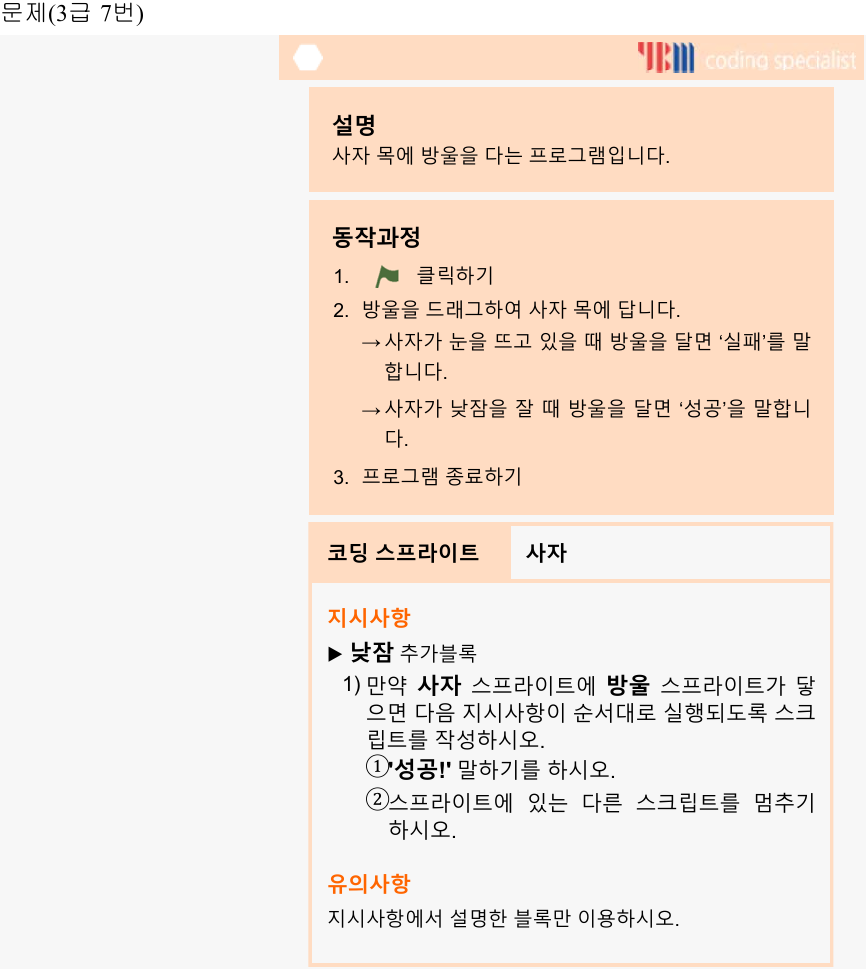 문제(3급 7번)
YBM coding specialist
설명
사자 목에 방울을 다는 프로그램입니다.
동작과정
1. 클릭하기
2. 방울을 드래그하여 사자 목에 답니다.
→사자가 눈을 뜨고 있을 때 방울을 달면 ‘실패’를 말
합니다.
→사자가 낮잠을 잘 때 방울을 달면 ‘성공’을 말합니
다.
3. 프로그램 종료하기
코딩 스프라이트 사자
지시사항
▶ 낮잠 추가블록
1) 만약 사자 스프라이트에 방울 스프라이트가 닿
으면 다음 지시사항이 순서대로 실행되도록 스크
립트를 작성하시오.
①'성공!' 말하기를 하시오.
②스프라이트에 있는 다른 스크립트를 멈추기
하시오.
유의사항
지시사항에서 설명한 블록만 이용하시오.